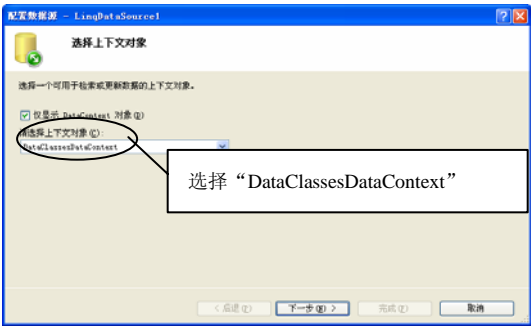 配置数据源 - LinqDataSource1
选择上下文对象
选择一个可用于检索或更新数据的上下文对象。
仅显示 DataContext 对象(D)
请选择上下文对象(C):
DataClassesDataContext
选择“DataClassesDataContext”
< 后退(P)
下一步(N) >
完成(F)
取消